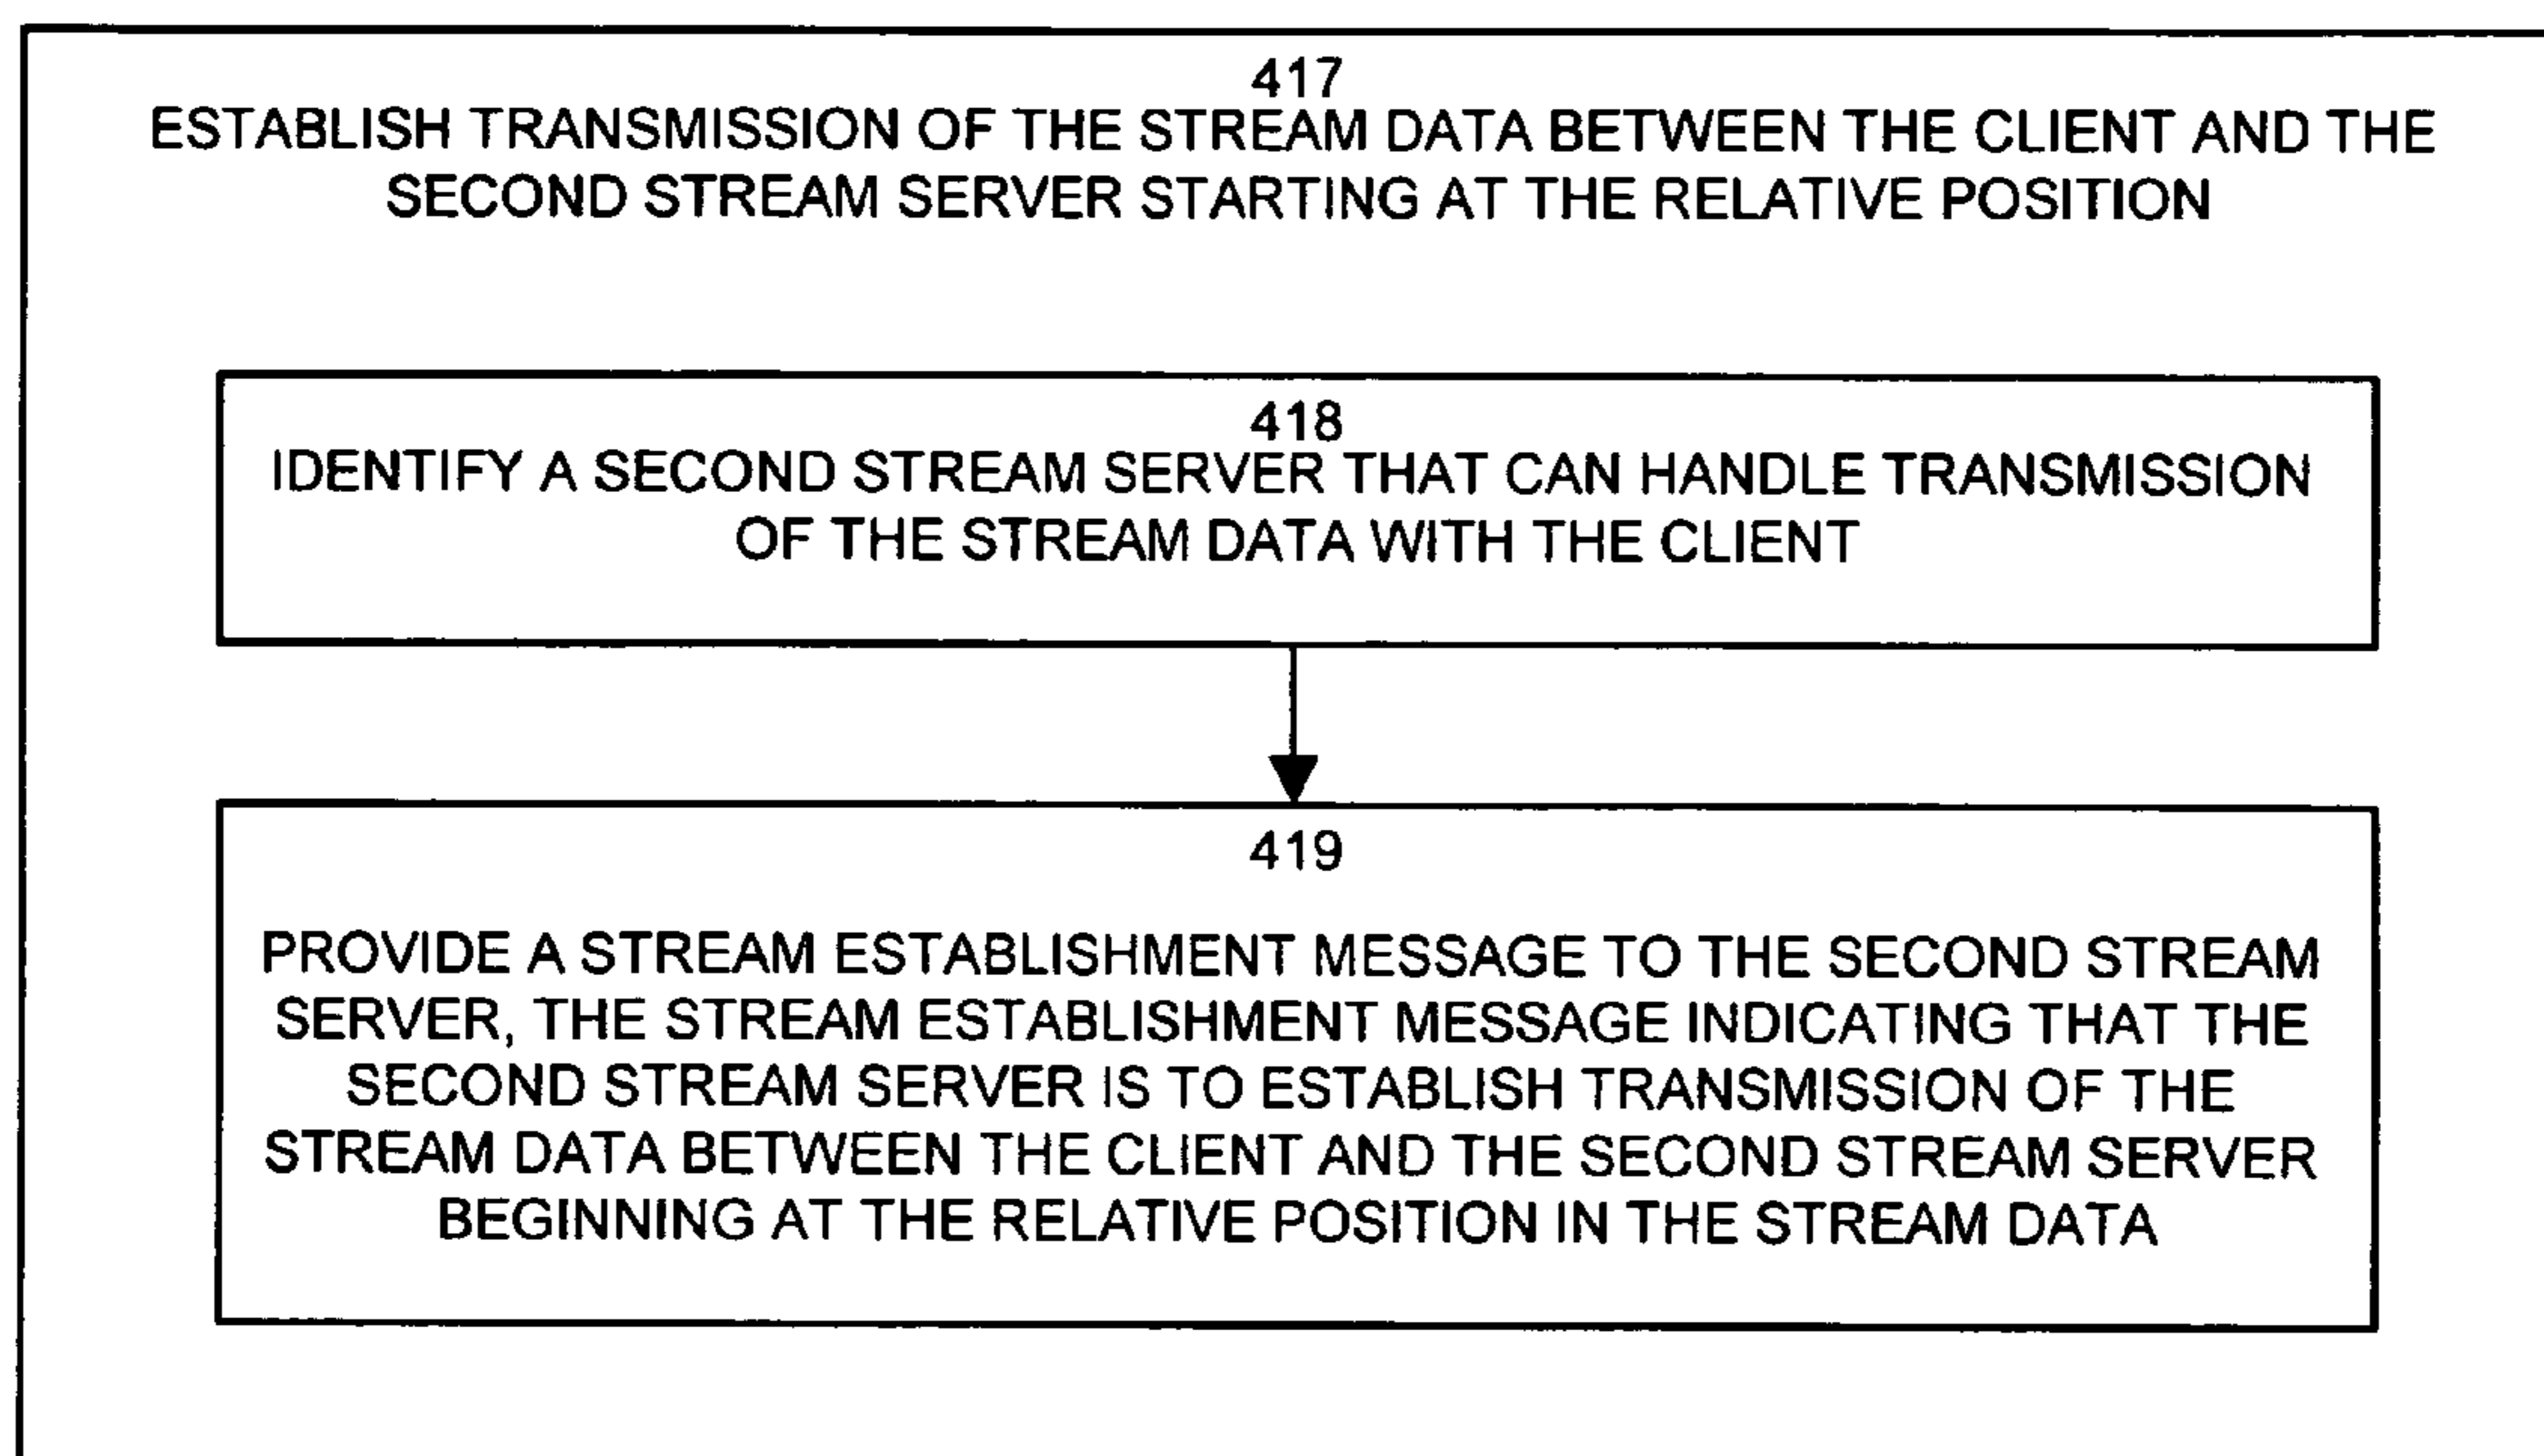 417
ESTABLISH TRANSMISSION OF THE STREAM DATA BETWEEN THE CLIENT AND THE
SECOND STREAM SERVER STARTING AT THE RELATIVE POSITION
418
IDENTIFY A SECOND STREAM SERVER THAT CAN HANDLE TRANSMISSION
OF THE STREAM DATA WITH THE CLIENT
419
PROVIDE A STREAM ESTABLISHMENT MESSAGE TO THE SECOND STREAM
SERVER, THE STREAM ESTABLISHMENT MESSAGE INDICATING THAT THE
SECOND STREAM SERVER IS TO ESTABLISH TRANSMISSION OF THE
STREAM DATA BETWEEN THE CLIENT AND THE SECOND STREAM SERVER
BEGINNING AT THE RELATIVE POSITION IN THE STREAM DATA